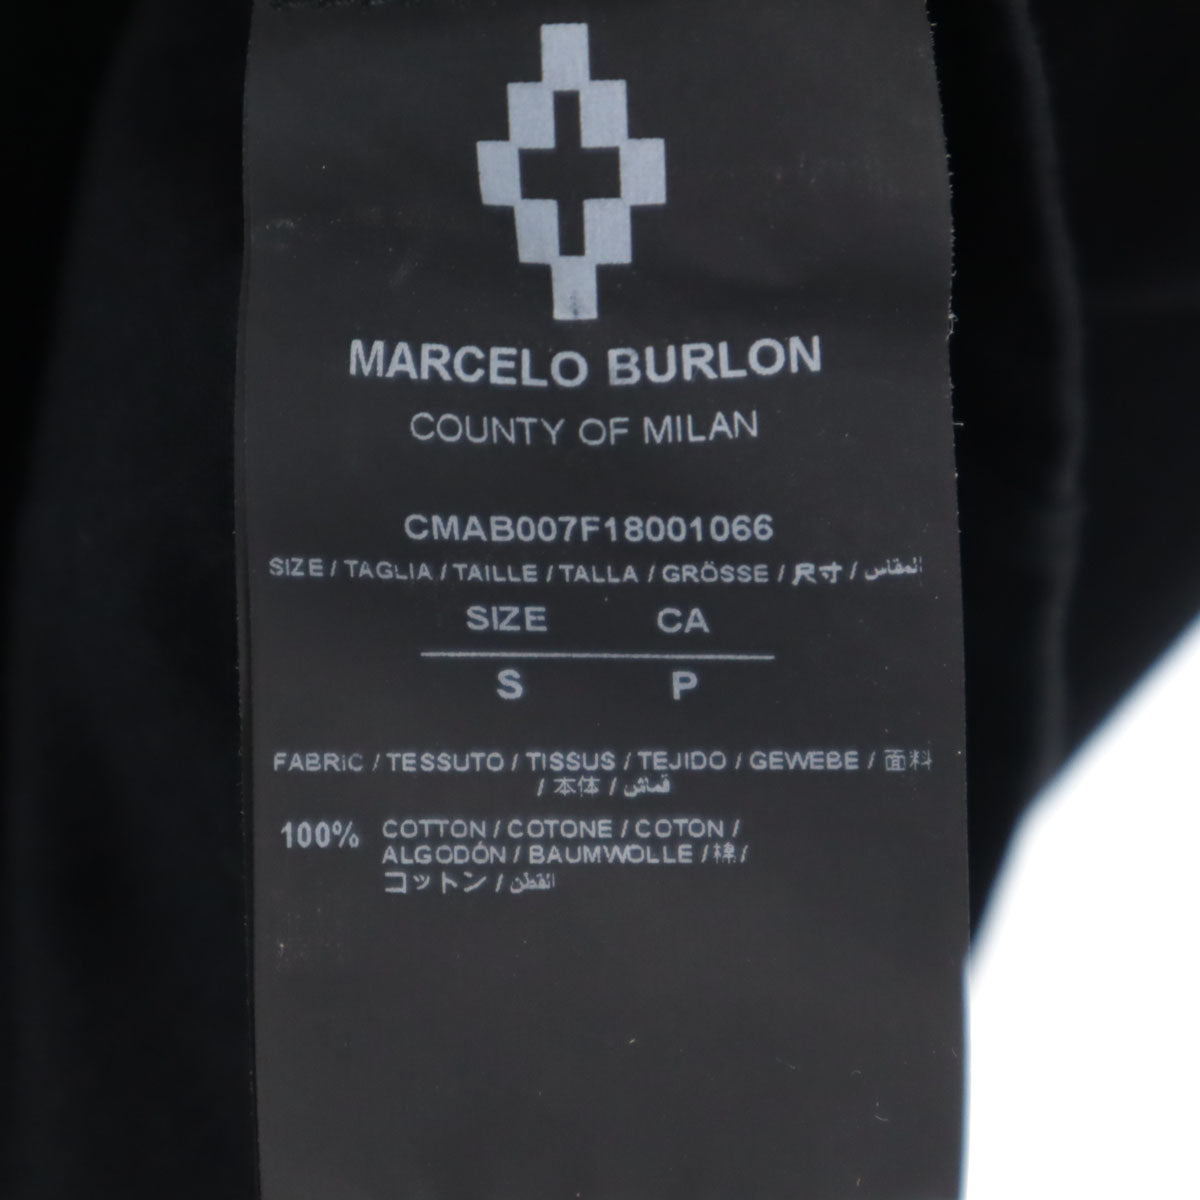 MARCELO BURLON
COUNTY OF MILAN
CMAB007F18001066
SIZE / TAGLIA / TAILLE / TALLA / GRÖSSE / 尺寸 / المقاس
SIZE CA
S P
FABRIC / TESSUTO / TISSUS / TEJIDO / GEWEBE / 面料
/ 本体 / قماش
100% COTTON / COTONE / COTON /
ALGODÓN / BAUMWOLLE / 棉 /
コットン / القطن